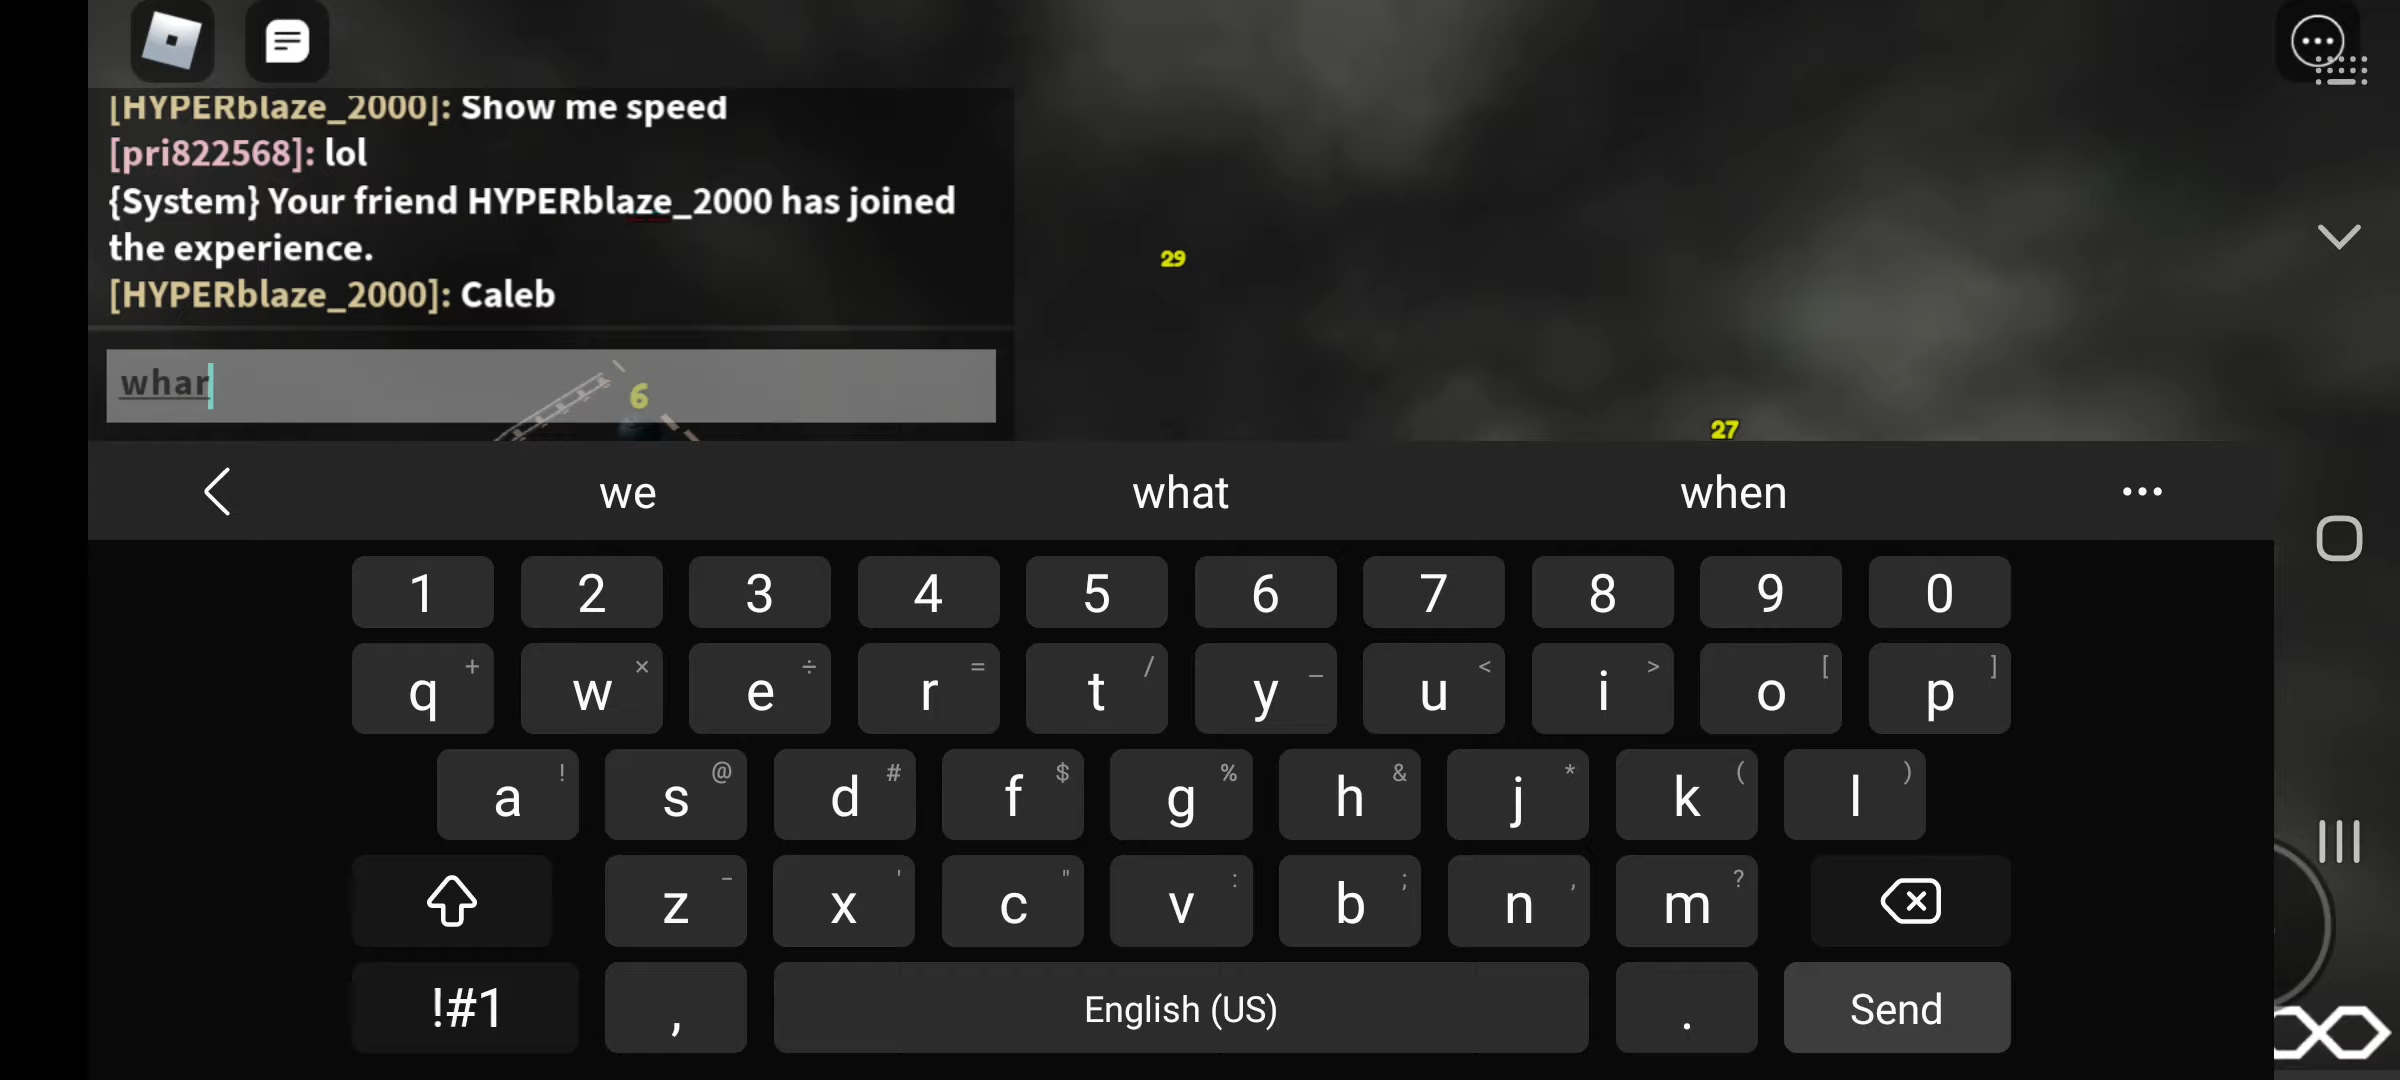 [HYPERblaze_2000]: Show me speed
[pri822568]: lol
{System} Your friend HYPERblaze_2000 has joined
the experience.
[HYPERblaze_2000]: Caleb
29
whar
6
27
we what when
1 2 3 4 5 6 7 8 9 0
+ × ÷ = / _ < > [ ]
q w e r t y u i o p
! @ # $ % & * ( )
a s d f g h j k l
- ' " : ; , ?
z x c v b n m
!#1 , English (US) . Send